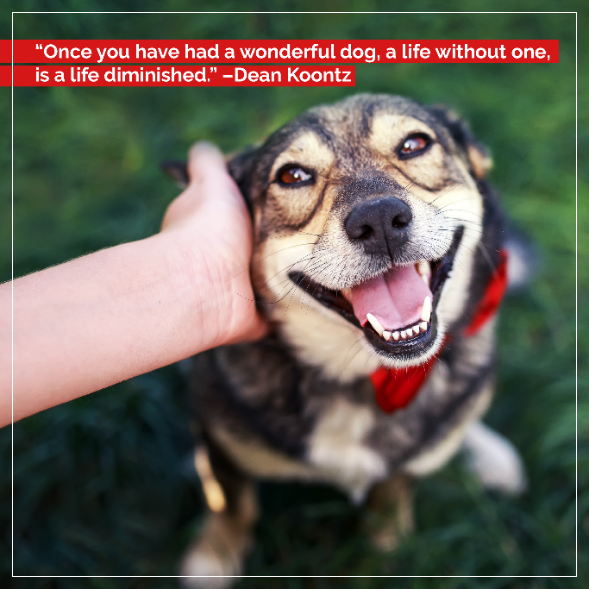 “Once you have had a wonderful dog, a life without one,
is a life diminished.” –Dean Koontz